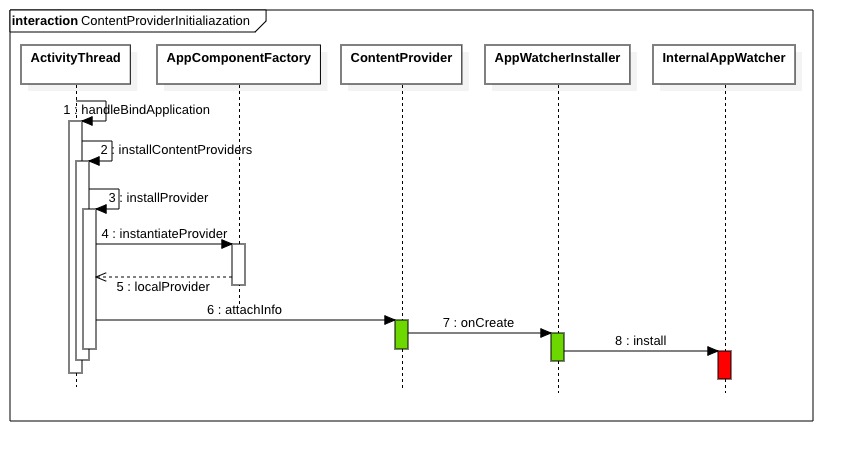 interaction ContentProviderInitialiazation
ActivityThread
AppComponentFactory
ContentProvider
AppWatcherInstaller
InternalAppWatcher
1 : handleBindApplication
2 : installContentProviders
3 : installProvider
4 : instantiateProvider
5 : localProvider
6 : attachInfo
7 : onCreate
8 : install